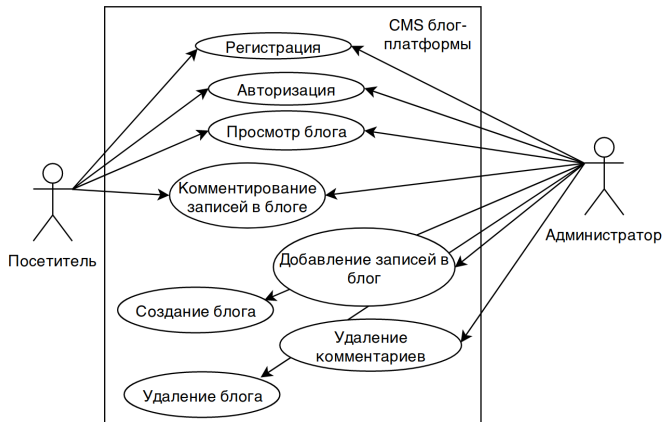 CMS блог-
платформы
Регистрация
Авторизация
Просмотр блога
Комментирование
записей в блоге
Посетитель
Администратор
Добавление записей в
блог
Создание блога
Удаление
комментариев
Удаление блога